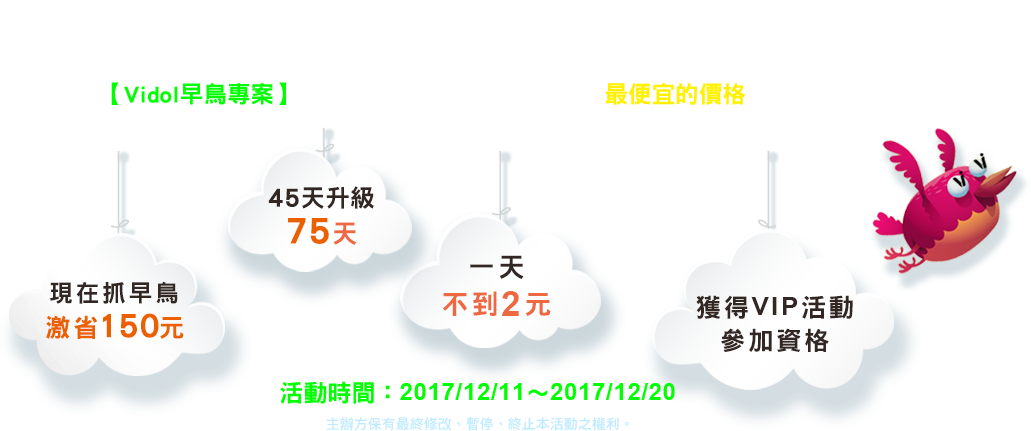 【Vidol早鳥專案】
最便宜的價格
45天升級
75天
一天
不到2元
現在抓早鳥
激省150元
獲得VIP活動
參加資格
活動時間：2017/12/11～2017/12/20
主辦方保有最終修改、暫停、終止本活動之權利。